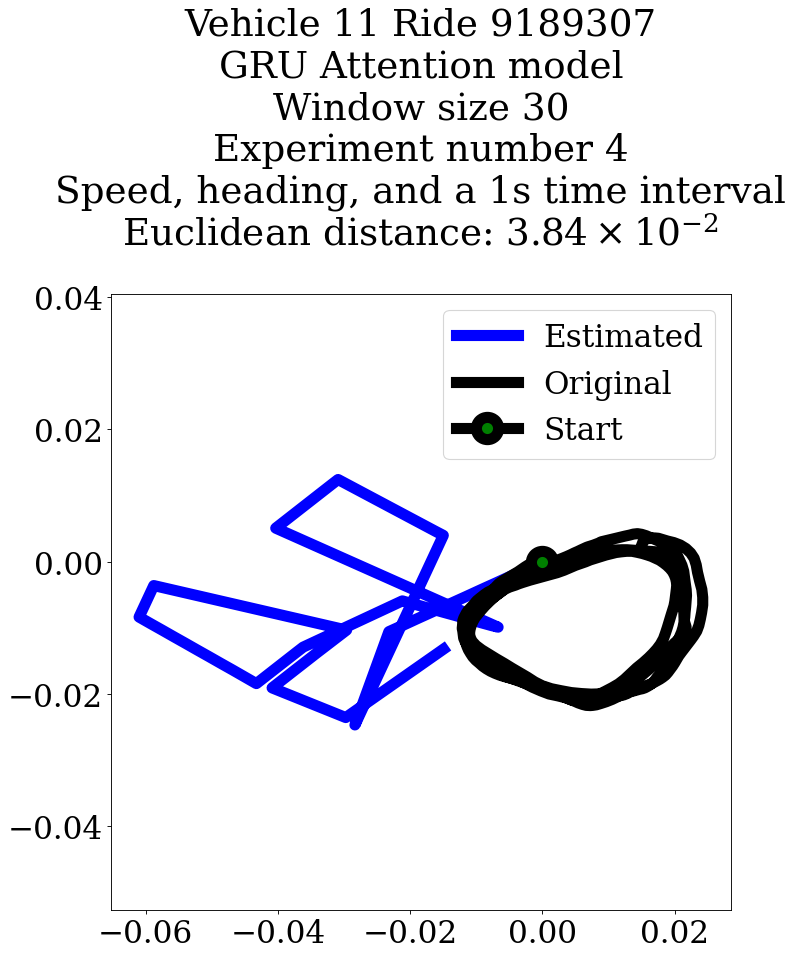 Vehicle 11 Ride 9189307
GRU Attention model
Window size 30
Experiment number 4
Speed, heading, and a 1s time interval
Euclidean distance: 3.84 × 10⁻²
0.04
Estimated
Original
Start
0.02
0.00
−0.02
−0.04
−0.06 −0.04 −0.02 0.00 0.02